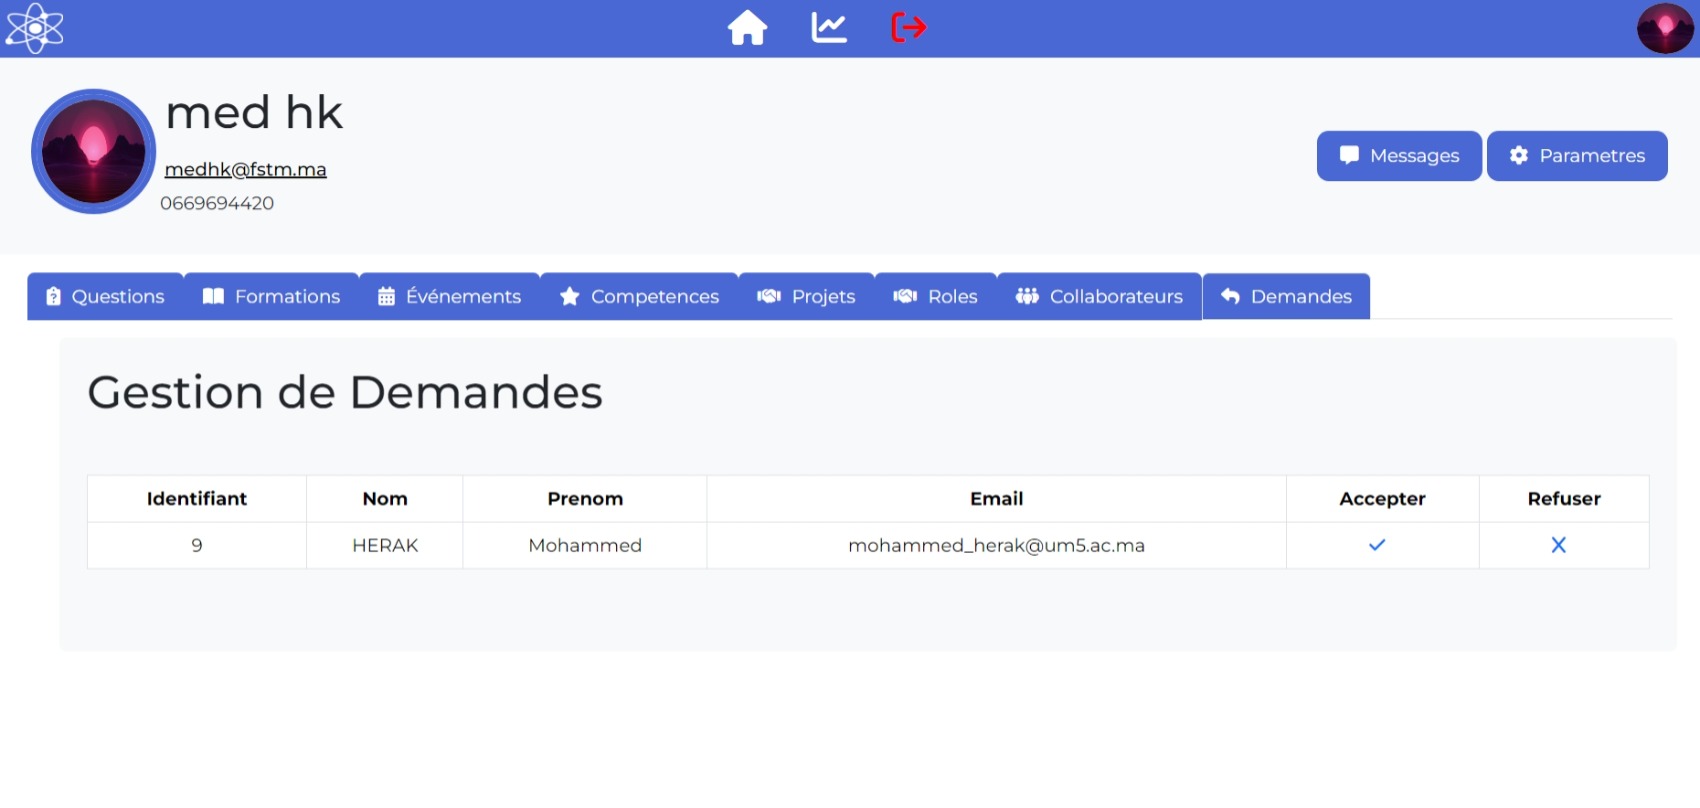 med hk
medhk@fstm.ma
0669694420
Messages Parametres
Questions Formations Événements Competences Projets Roles Collaborateurs Demandes
Gestion de Demandes
Identifiant Nom Prenom Email Accepter Refuser
9 HERAK Mohammed mohammed_herak@um5.ac.ma